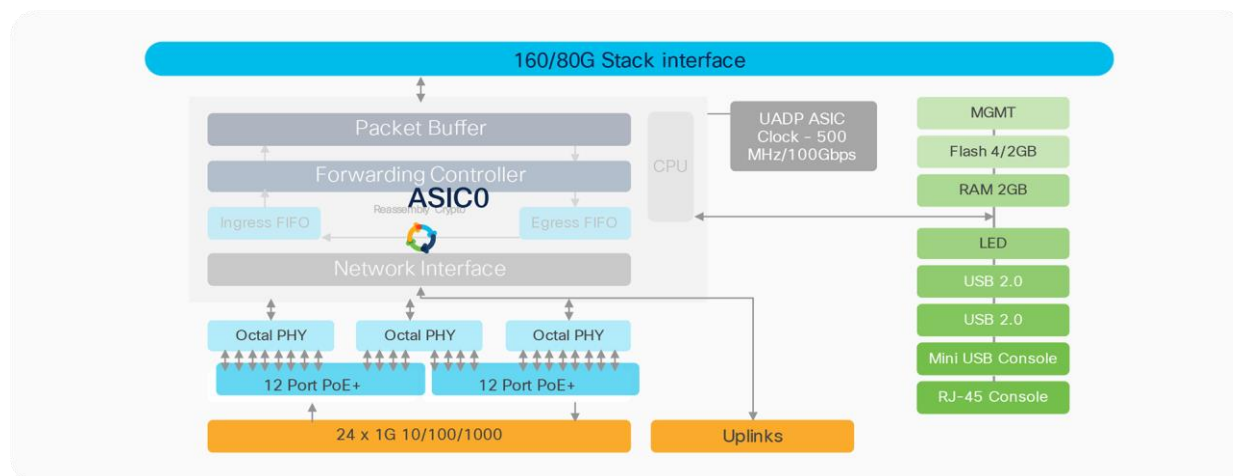 160/80G Stack interface
Packet Buffer
Forwarding Controller
ASIC0
Reassembly Crypto
Ingress FIFO
Egress FIFO
Network Interface
CPU
UADP ASIC
Clock - 500
MHz/100Gbps
MGMT
Flash 4/2GB
RAM 2GB
LED
USB 2.0
USB 2.0
Mini USB Console
RJ-45 Console
Octal PHY
Octal PHY
Octal PHY
12 Port PoE+
12 Port PoE+
24 x 1G 10/100/1000
Uplinks